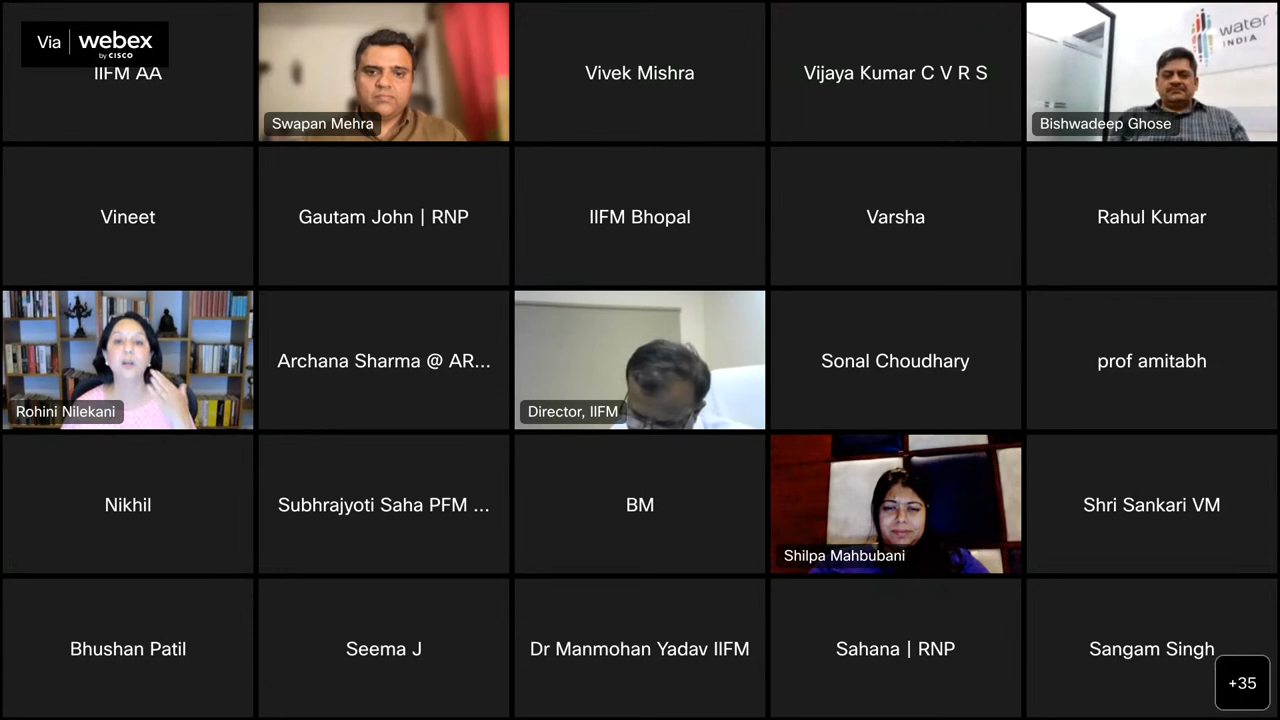 Via webex
by CISCO
IIFM AA
Swapan Mehra
Vivek Mishra
Vijaya Kumar C V R S
water
INDIA
Bishwadeep Ghose
Vineet
Gautam John | RNP
IIFM Bhopal
Varsha
Rahul Kumar
Rohini Nilekani
Archana Sharma @ AR...
Director, IIFM
Sonal Choudhary
prof amitabh
Nikhil
Subhrajyoti Saha PFM ...
BM
Shilpa Mahbubani
Shri Sankari VM
Bhushan Patil
Seema J
Dr Manmohan Yadav IIFM
Sahana | RNP
Sangam Singh
+35